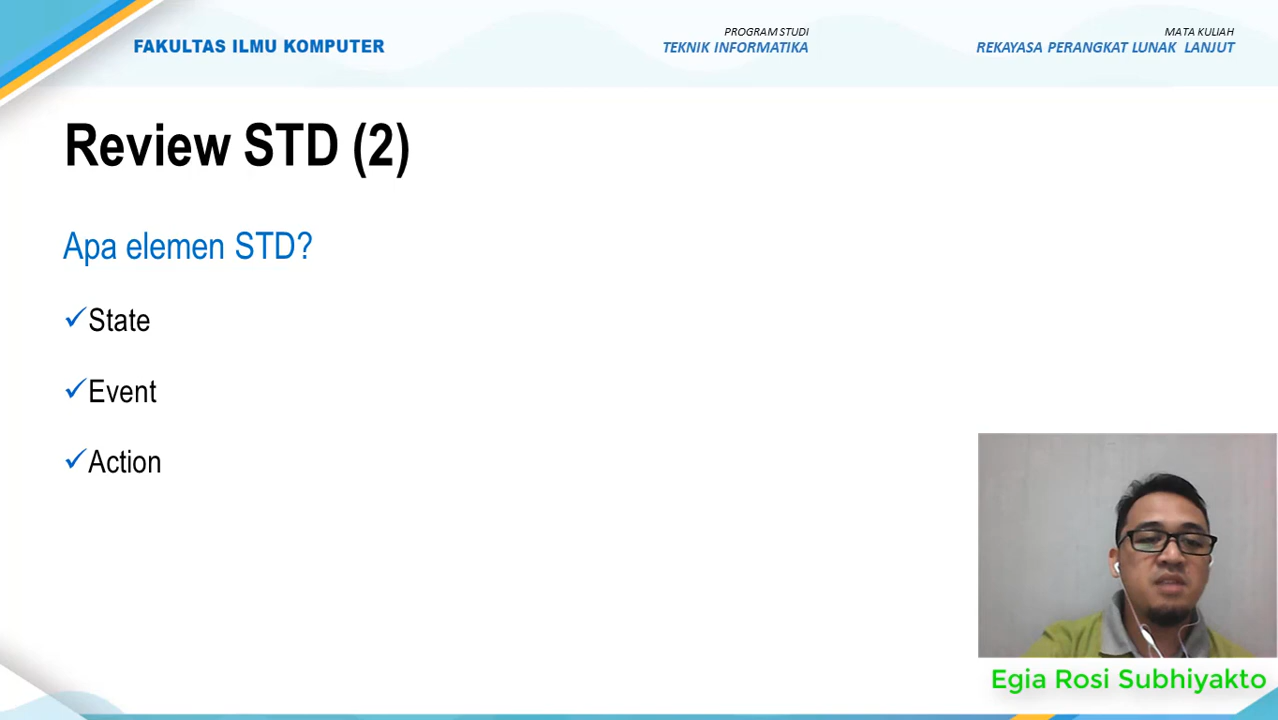 FAKULTAS ILMU KOMPUTER
PROGRAM STUDI
TEKNIK INFORMATIKA
MATA KULIAH
REKAYASA PERANGKAT LUNAK LANJUT
Review STD (2)
Apa elemen STD?
✓State
✓Event
✓Action
Egia Rosi Subhiyakto